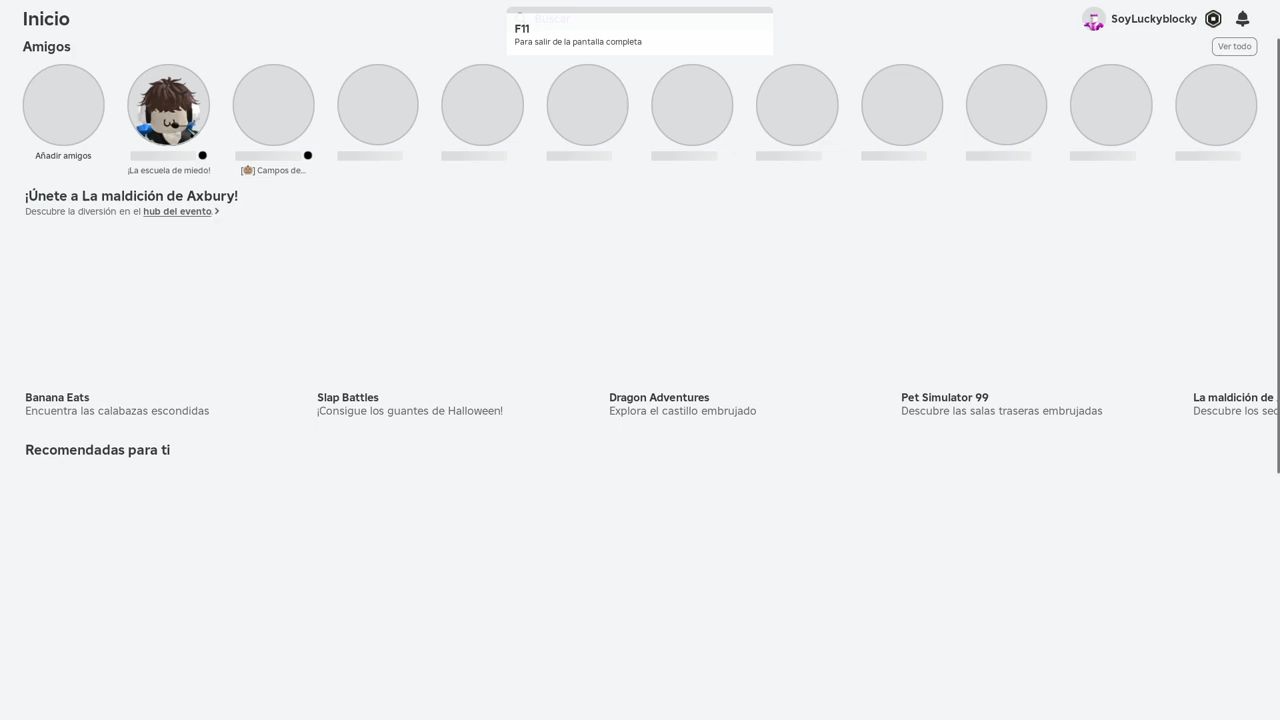 Inicio
Buscar
SoyLuckyblocky
F11
Para salir de la pantalla completa
Amigos
Ver todo
Añadir amigos
¡La escuela de miedo!
[🎃] Campos de...
¡Únete a La maldición de Axbury!
Descubre la diversión en el hub del evento >
Banana Eats
Encuentra las calabazas escondidas
Slap Battles
¡Consigue los guantes de Halloween!
Dragon Adventures
Explora el castillo embrujado
Pet Simulator 99
Descubre las salas traseras embrujadas
La maldición de
Descubre los sec
Recomendadas para ti